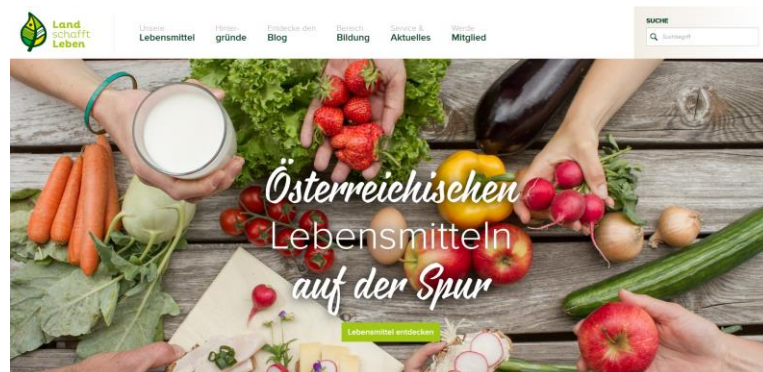 Land
schafft
Leben
Unsere
Lebensmittel
Hinter-
gründe
Entdecke den
Blog
Bereich
Bildung
Service &
Aktuelles
Werde
Mitglied
SUCHE
Suchbegriff
Österreichischen
Lebensmitteln
auf der Spur
Lebensmittel entdecken